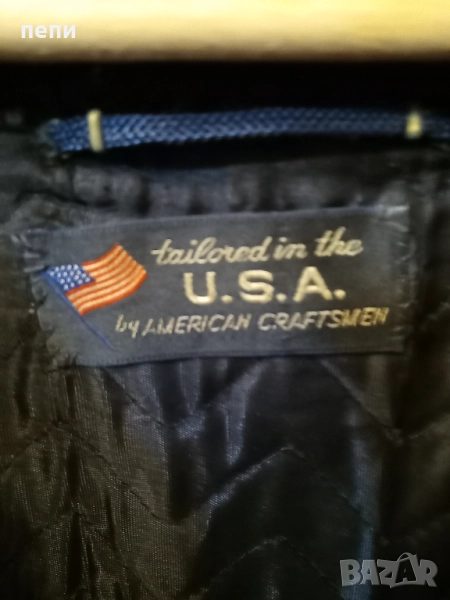 пепи
tailored in the
U.S.A.
by AMERICAN CRAFTSMEN
BAZAR